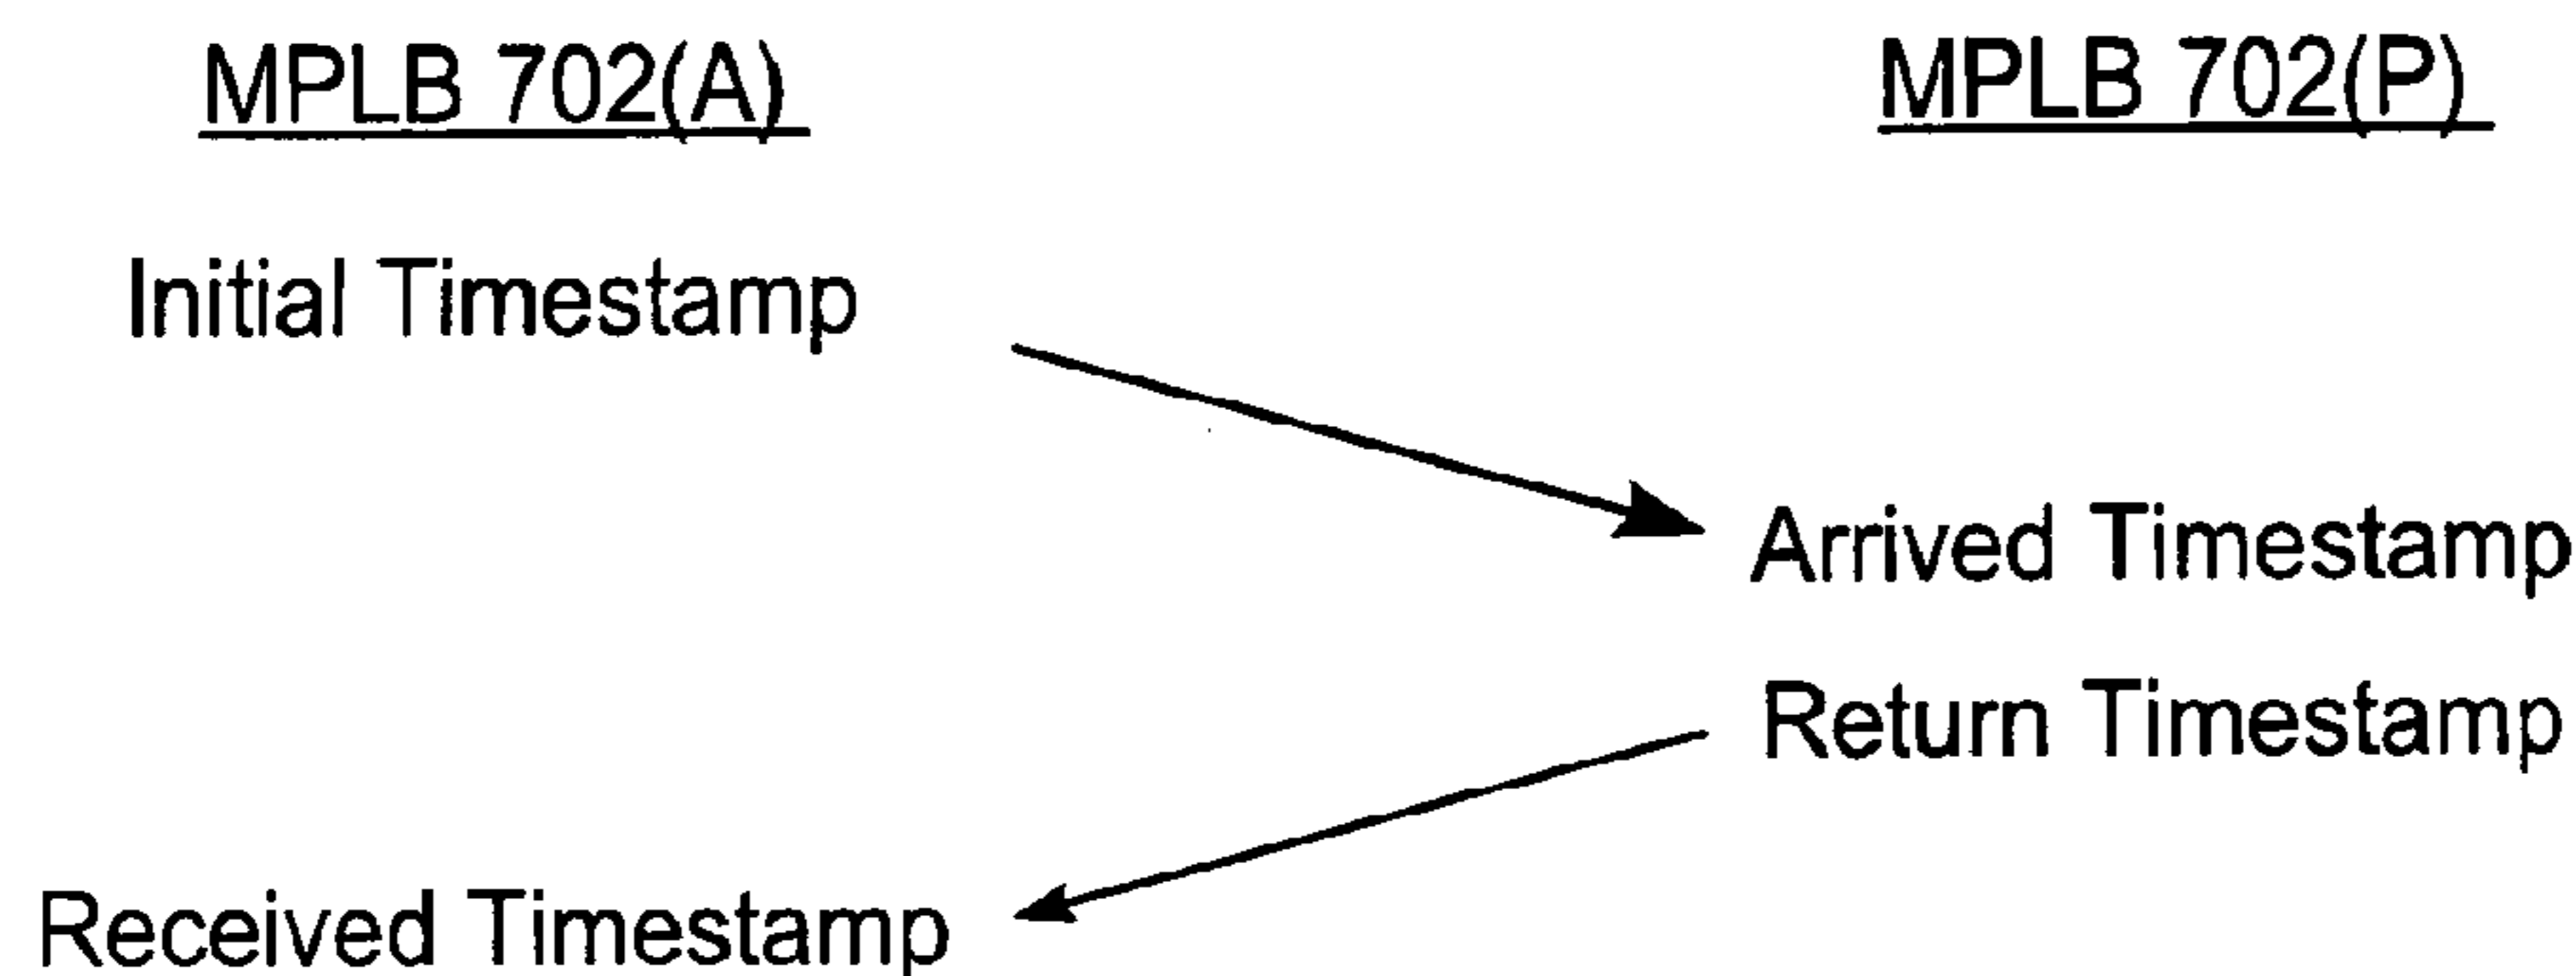 MPLB 702(A)
MPLB 702(P)
Initial Timestamp
Arrived Timestamp
Return Timestamp
Received Timestamp